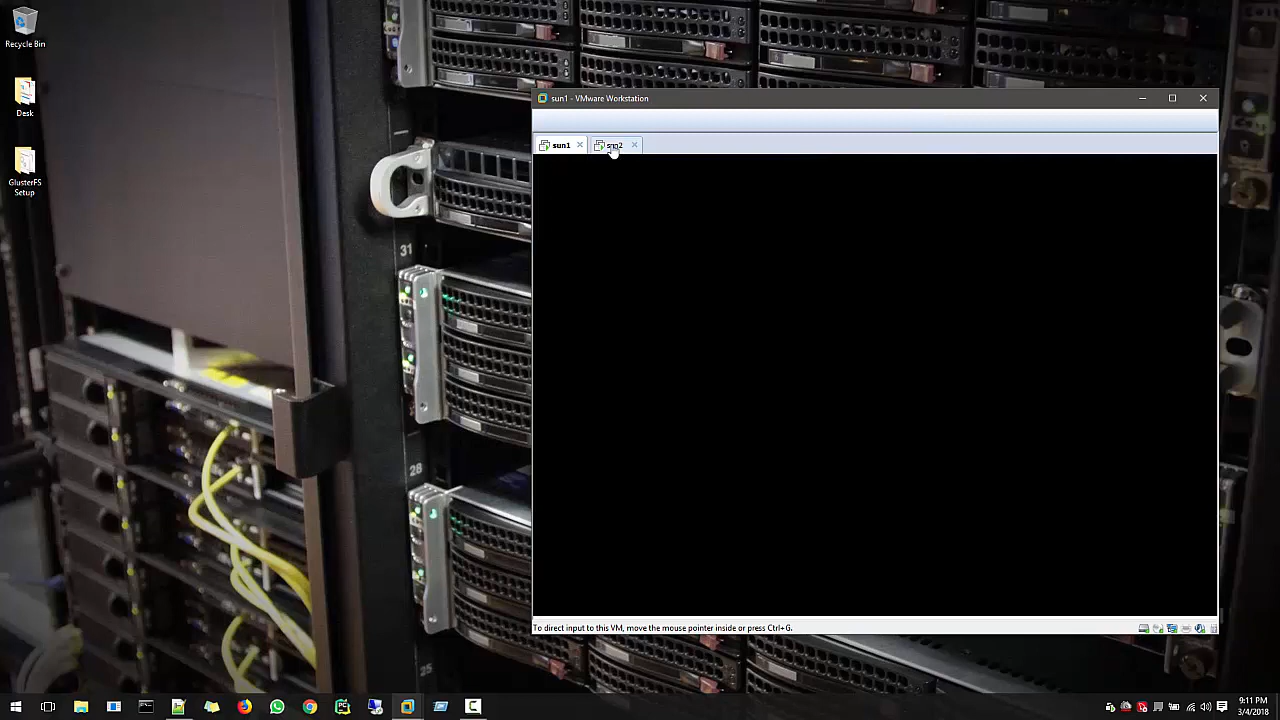 Recycle Bin
Desk
GlusterFS
Setup
sun1 - VMware Workstation
sun1
31
28
25
To direct input to this VM, move the mouse pointer inside or press Ctrl+G.
9:11 PM
3/4/2018